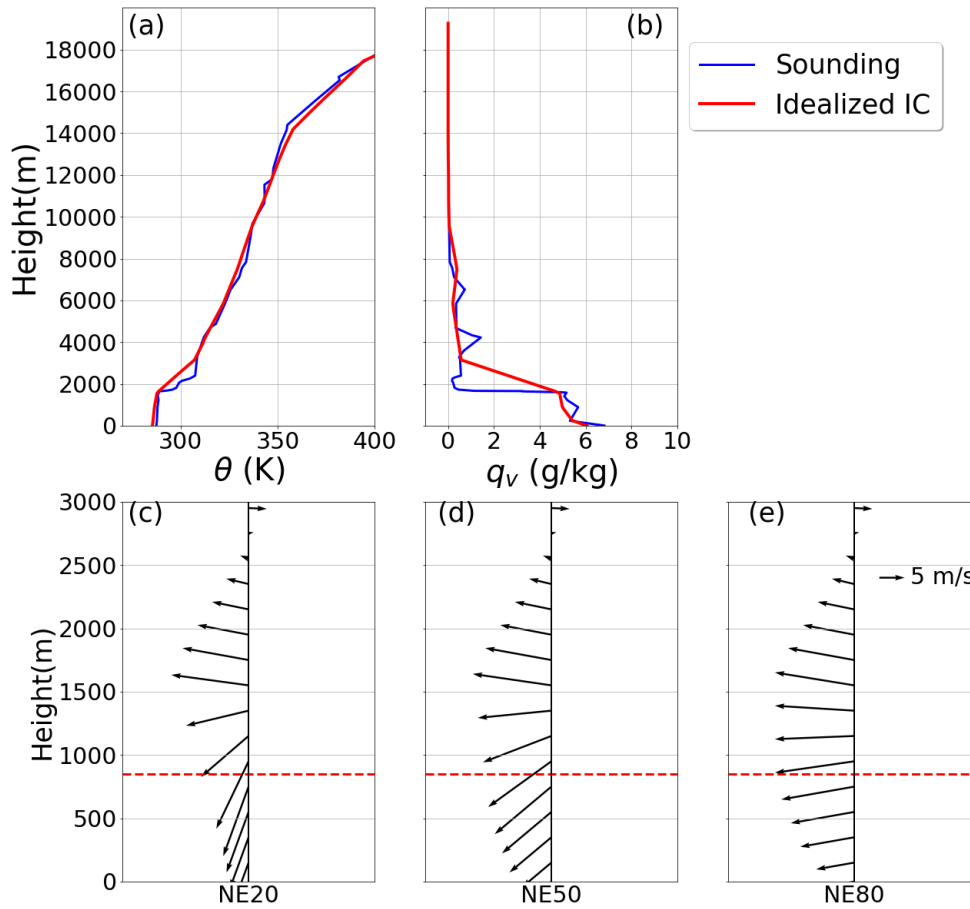 (a)
(b)
Sounding
Idealized IC
Height(m)
18000
16000
14000
12000
10000
8000
6000
4000
2000
0
300
350
400
0
2
4
6
8
10
θ (K)
q_v (g/kg)
(c)
(d)
(e)
Height(m)
3000
2500
2000
1500
1000
500
0
5 m/s
NE20
NE50
NE80